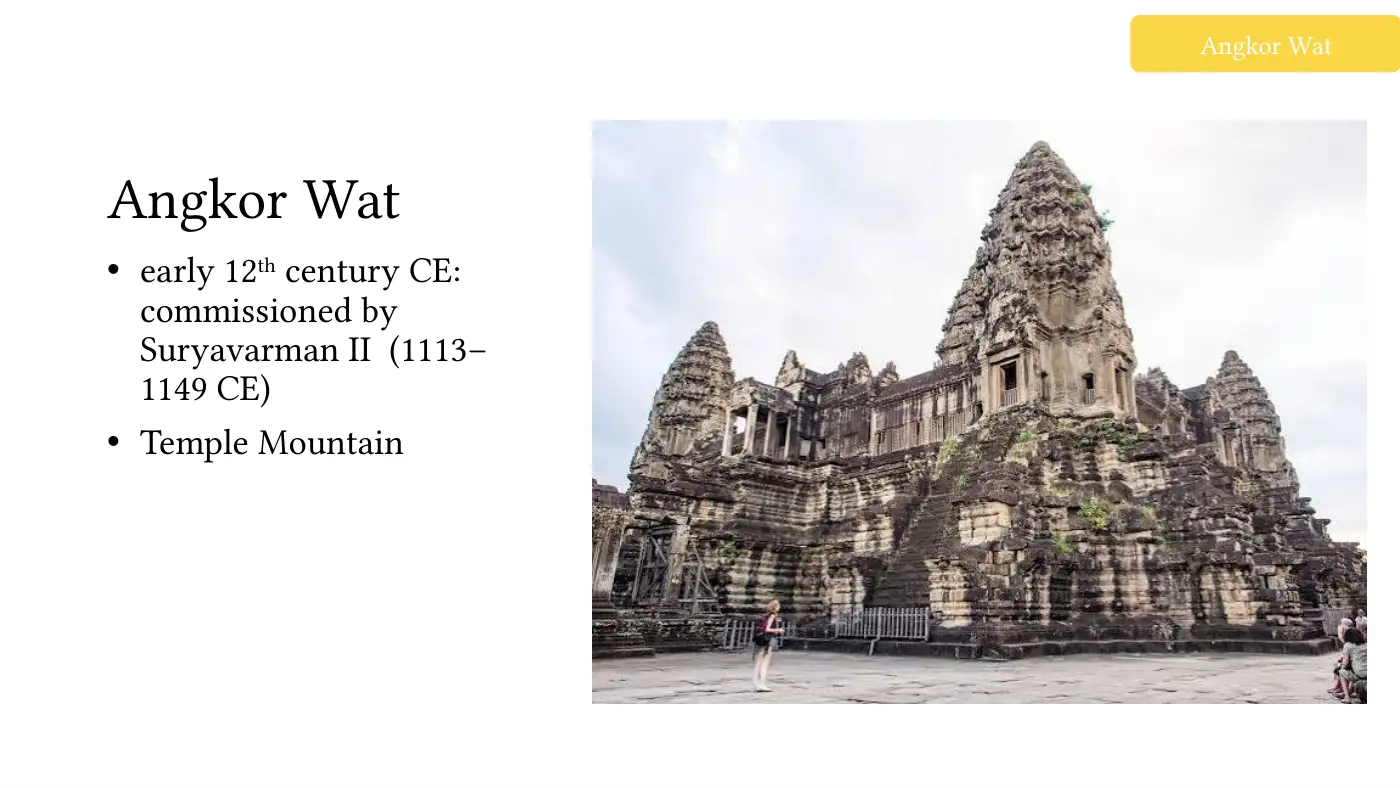 Angkor Wat
Angkor Wat
• early 12th century CE:
commissioned by
Suryavarman II  (1113–
1149 CE)
• Temple Mountain